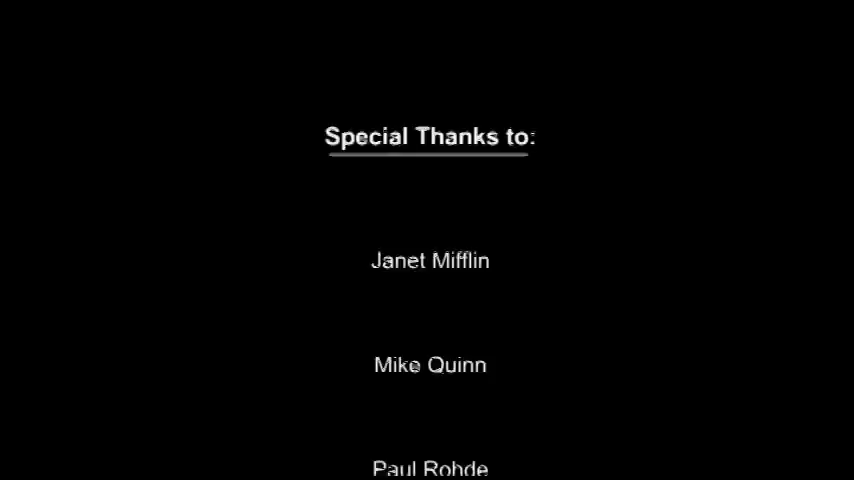 Special Thanks to:
Janet Mifflin
Mike Quinn
Paul Rohde